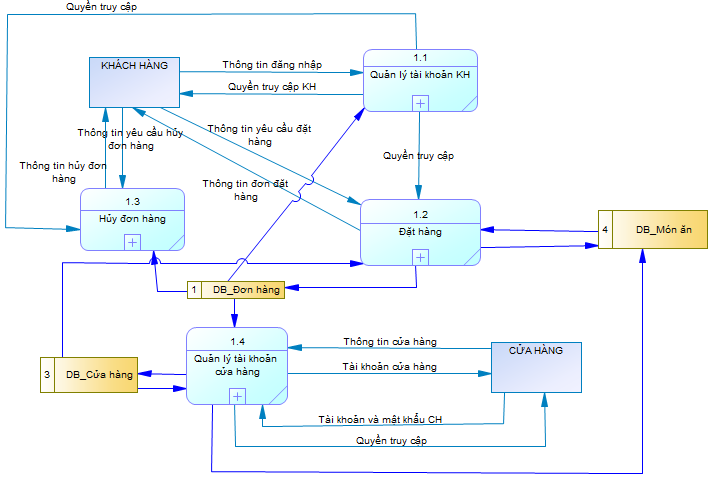 Quyền truy cập
1.1
Quản lý tài khoản KH
KHÁCH HÀNG
Thông tin đăng nhập
Quyền truy cập KH
Thông tin yêu cầu hủy
đơn hàng
Thông tin yêu cầu đặt
hàng
Quyền truy cập
Thông tin hủy đơn
hàng
Thông tin đơn đặt
hàng
1.3
Hủy đơn hàng
1.2
Đặt hàng
4
DB_Món ăn
1
DB_Đơn hàng
1.4
Quản lý tài khoản
cửa hàng
Thông tin cửa hàng
CỬA HÀNG
3
DB_Cửa hàng
Tài khoản cửa hàng
Tài khoản và mật khẩu CH
Quyền truy cập